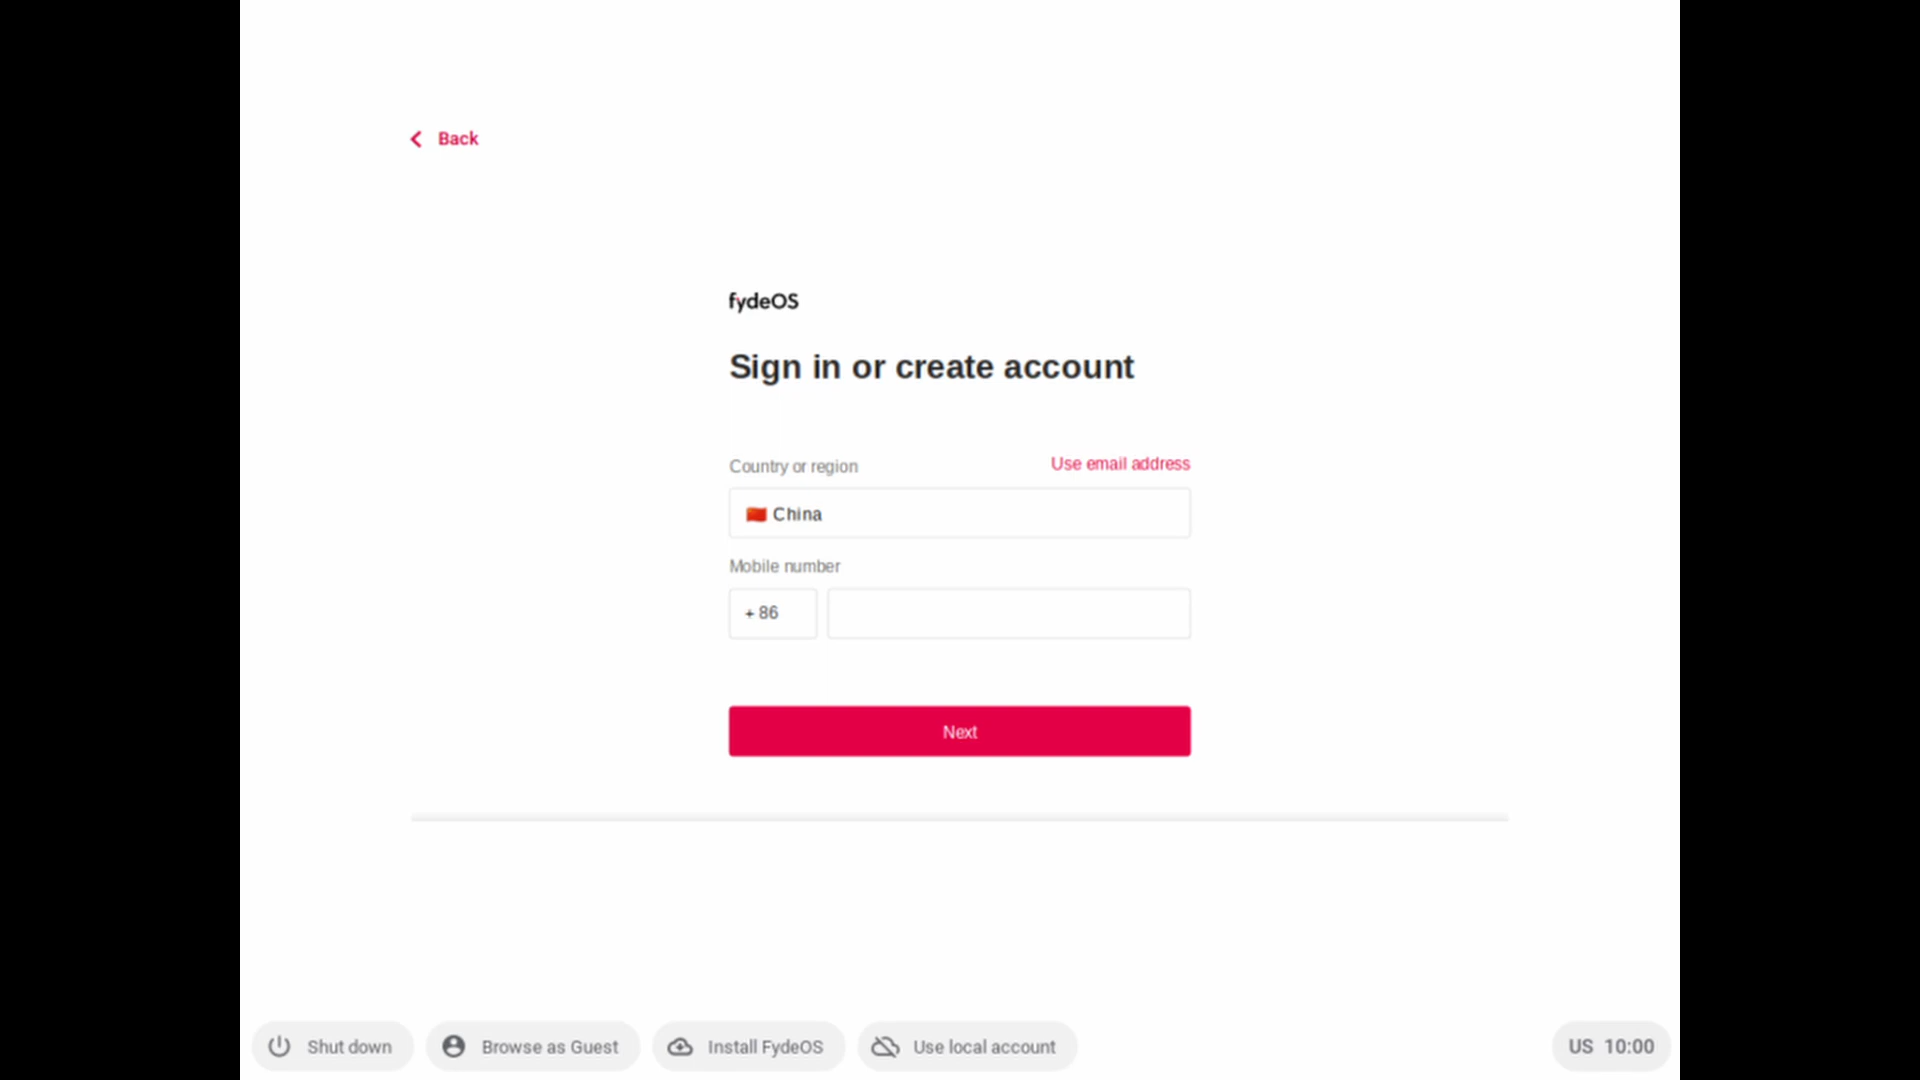 Back
fydeOS
Sign in or create account
Country or region
Use email address
🇨🇳 China
Mobile number
+ 86
Next
Shut down
Browse as Guest
Install FydeOS
Use local account
US 10:00